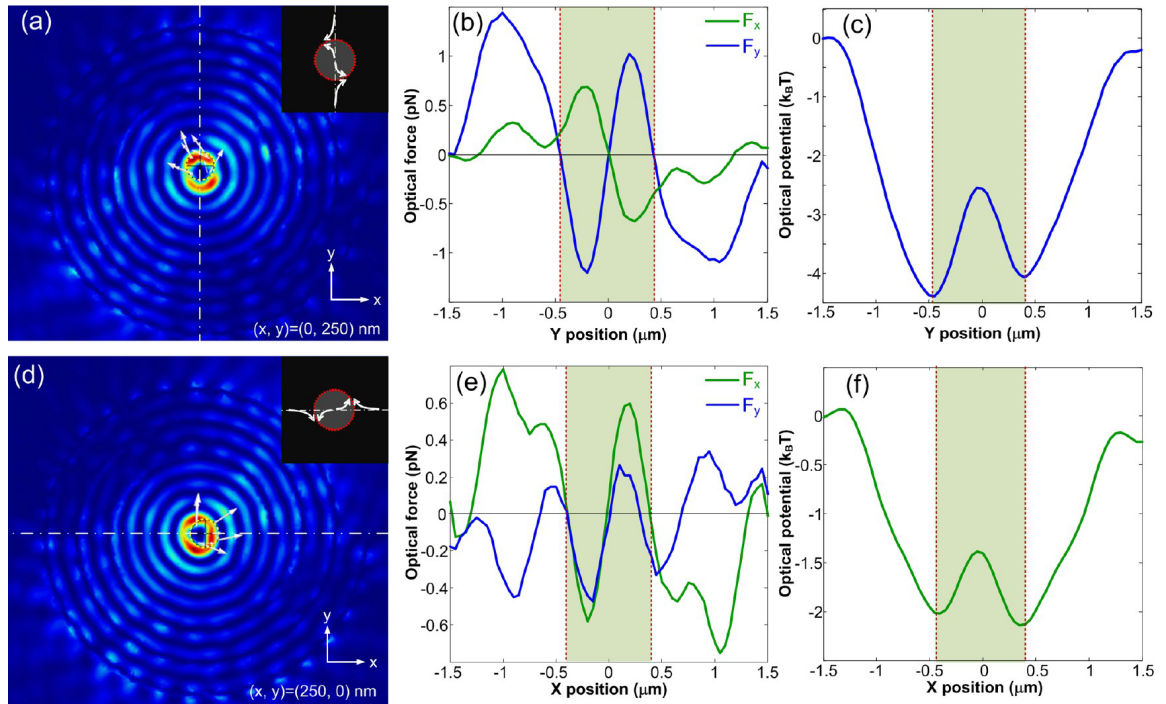 (a)
y
x
(x, y)=(0, 250) nm
(b)
Fx
Fy
Optical force (pN)
1
0.5
0
-0.5
-1
-1.5 -1 -0.5 0 0.5 1 1.5
Y position (μm)
(c)
Optical potential (kBT)
0
-1
-2
-3
-4
-1.5 -1 -0.5 0 0.5 1 1.5
Y position (μm)
(d)
y
x
(x, y)=(250, 0) nm
(e)
Fx
Fy
Optical force (pN)
0.6
0.4
0.2
0
-0.2
-0.4
-0.6
-1.5 -1 -0.5 0 0.5 1 1.5
X position (μm)
(f)
Optical potential (kBT)
0
-0.5
-1
-1.5
-2
-1.5 -1 -0.5 0 0.5 1 1.5
X position (μm)